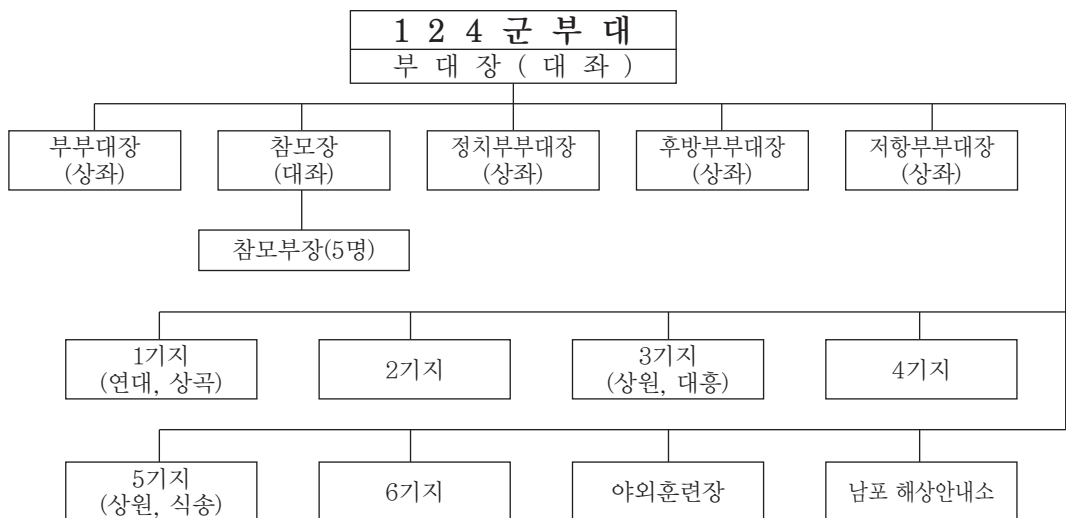 124군부대
부대장(대좌)
부부대장
(상좌)
참모장
(대좌)
정치부부대장
(상좌)
후방부부대장
(상좌)
저항부부대장
(상좌)
참모부장(5명)
1기지
(연대, 상곡)
2기지
3기지
(상원, 대흥)
4기지
5기지
(상원, 식송)
6기지
야외훈련장
남포 해상안내소